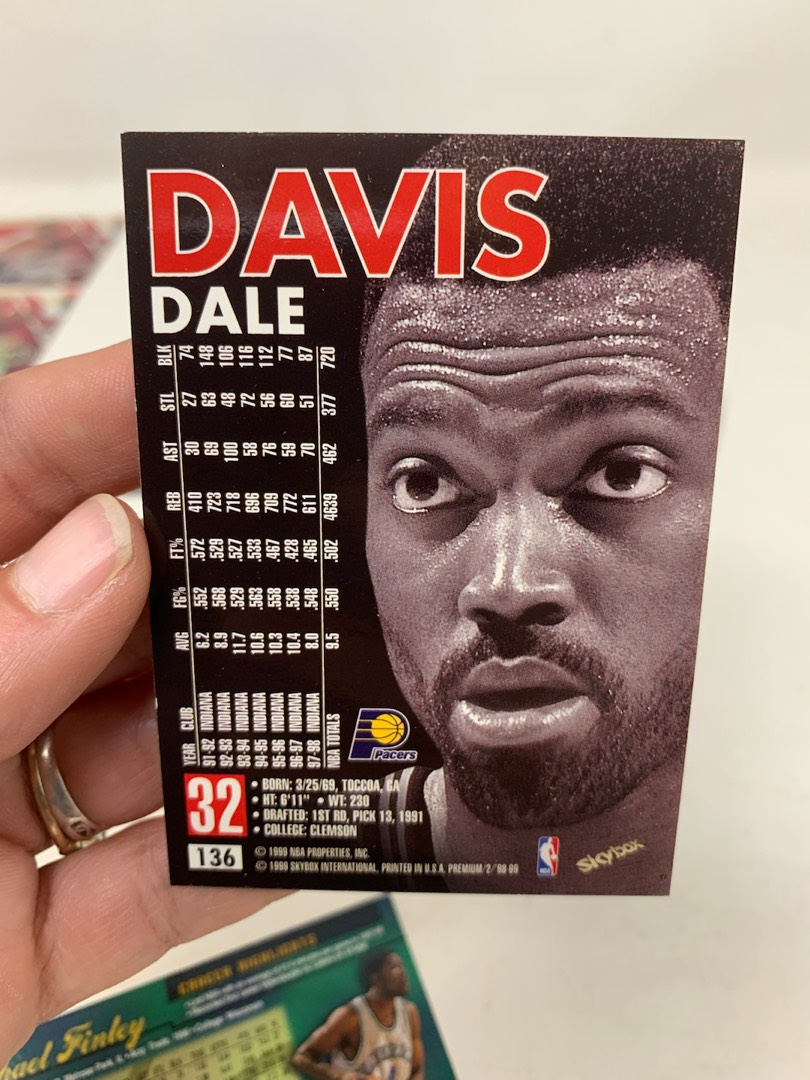 DAVIS
DALE
YEAR CLUB AVG FG% FT% REB AST STL BLK
91-92 INDIANA 6.2 .552 .572 410 30 27 74
92-93 INDIANA 8.9 .568 .529 723 69 63 148
93-94 INDIANA 11.7 .529 .527 718 100 48 106
94-95 INDIANA 10.6 .563 .533 696 58 72 116
95-96 INDIANA 10.3 .558 .467 709 76 56 112
96-97 INDIANA 10.4 .538 .428 772 59 60 77
97-98 INDIANA 8.0 .548 .465 611 70 51 87
NBA TOTALS 9.5 .550 .502 4639 462 377 720
Pacers
32
• BORN: 3/25/69, TOCCOA, GA
• HT: 6'11" • WT: 230
• DRAFTED: 1ST RD, PICK 13, 1991
• COLLEGE: CLEMSON
136
© 1999 NBA PROPERTIES, INC.
© 1999 SKYBOX INTERNATIONAL, PRINTED IN U.S.A. PREMIUM/2/'98-99
NBA
Skybox
CAREER HIGHLIGHTS
Finley